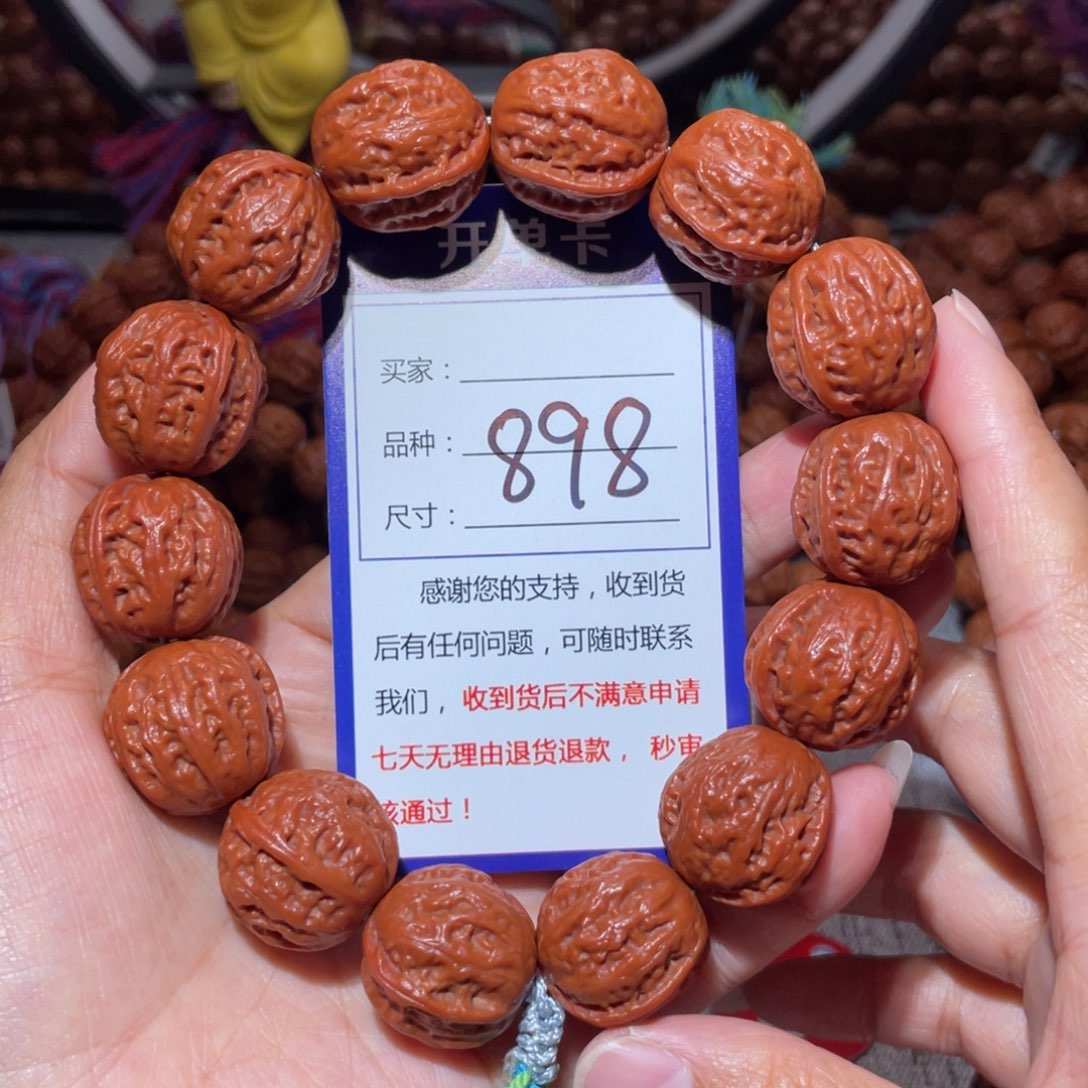 开单卡
买家：
品种：
898
尺寸：
感谢您的支持，收到货
后有任何问题，可随时联系
我们，收到货后不满意申请
七天无理由退货退款，秒审
核通过！